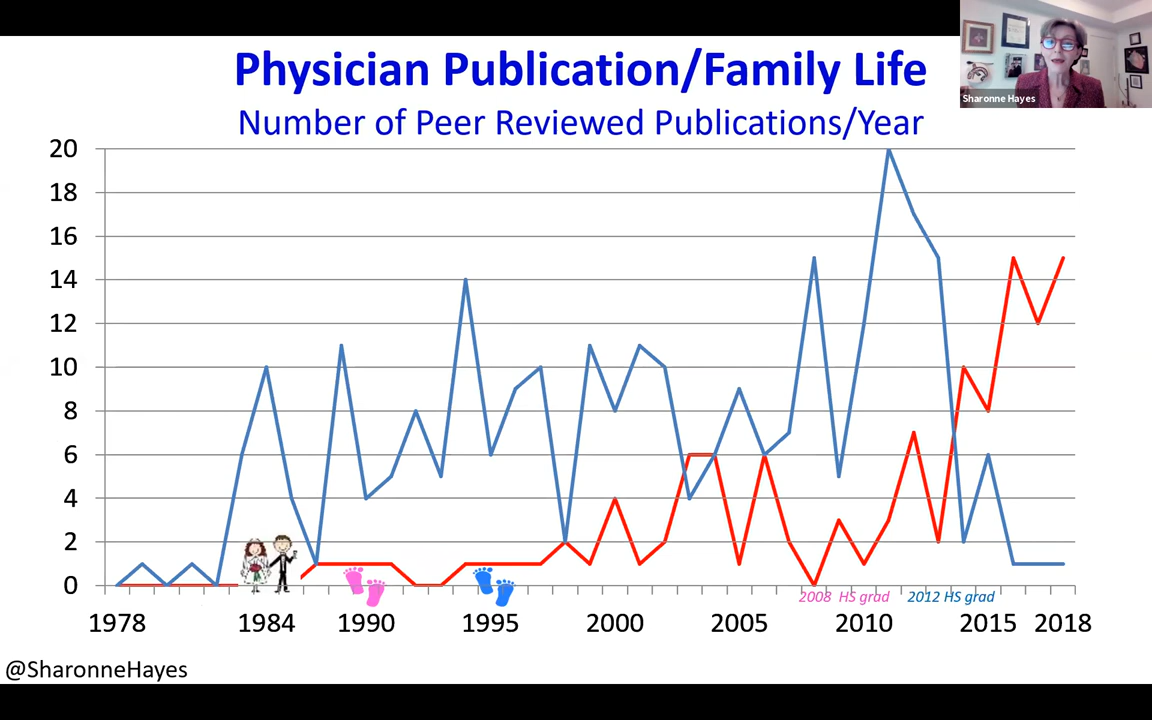 Physician Publication/Family Life
Number of Peer Reviewed Publications/Year
Sharonne Hayes
20
18
16
14
12
10
8
6
4
2
0
2008 HS grad 2012 HS grad
1978 1984 1990 1995 2000 2005 2010 2015 2018
@SharonneHayes